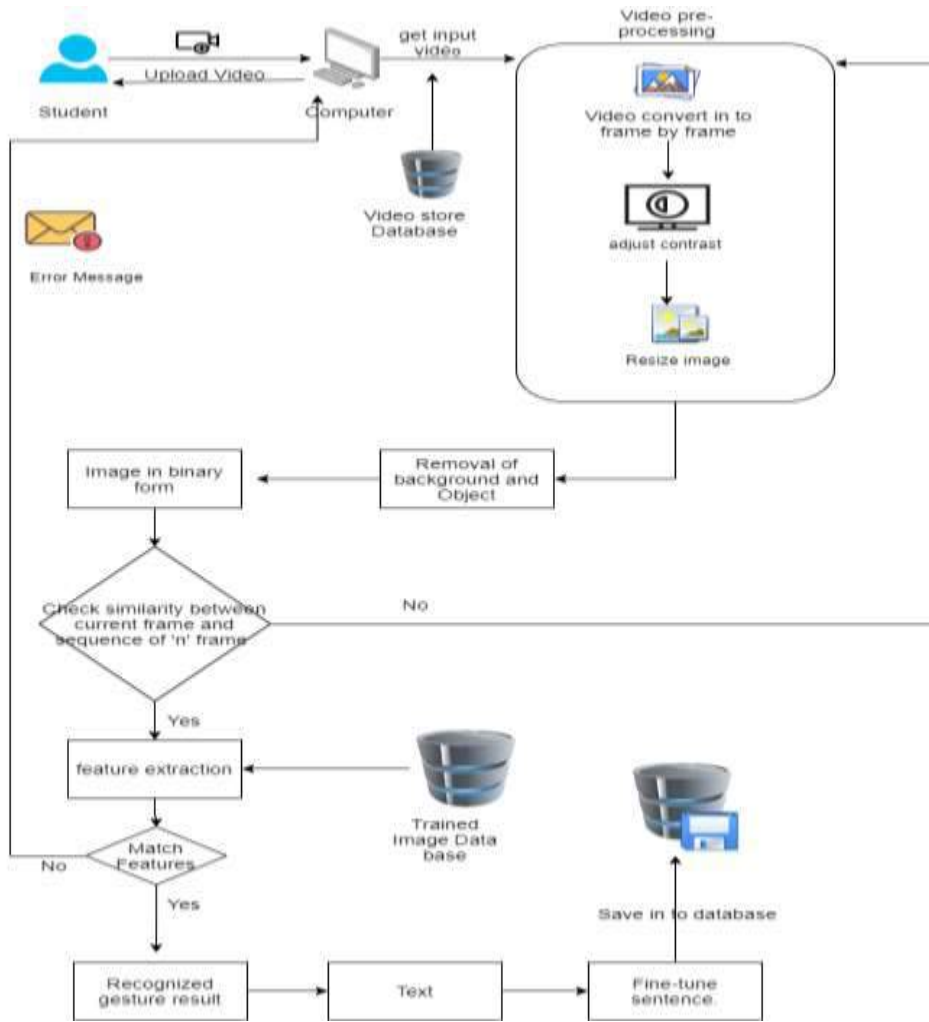 Video pre-
processing
get input
video
Upload Video
Student
Computer
Video convert in to
frame by frame
Video store
Database
adjust contrast
Error Message
Resize image
Image in binary
form
Removal of
background and
Object
Check similarity between
current frame and
sequence of 'n' frame
No
Yes
feature extraction
Trained
Image Data
base
Match
Features
No
Yes
Save in to database
Recognized
gesture result
Text
Fine-tune
sentence.